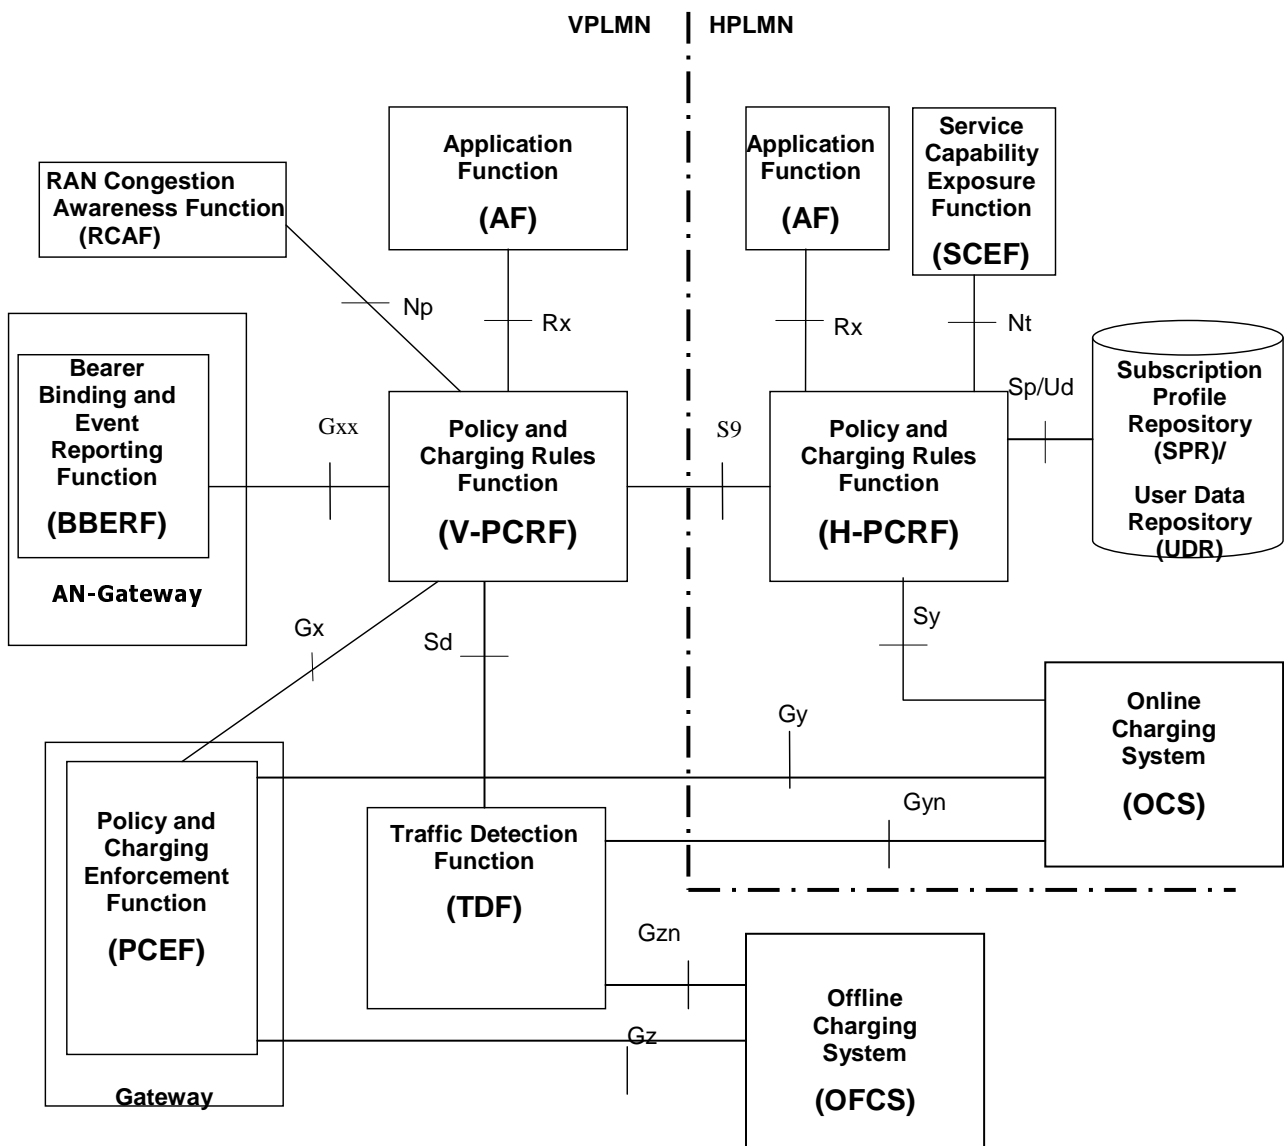 VPLMN
HPLMN
RAN Congestion
Awareness Function
(RCAF)
Application
Function
(AF)
Application
Function
(AF)
Service
Capability
Exposure
Function
(SCEF)
Np
Rx
Rx
Nt
Sp/Ud
Bearer
Binding and
Event
Reporting
Function
(BBERF)
AN-Gateway
Gxx
Policy and
Charging Rules
Function
(V-PCRF)
S9
Policy and
Charging Rules
Function
(H-PCRF)
Subscription
Profile
Repository
(SPR)/
User Data
Repository
(UDR)
Gx
Sd
Sy
Gy
Gyn
Online
Charging
System
(OCS)
Policy and
Charging
Enforcement
Function
(PCEF)
Gateway
Traffic Detection
Function
(TDF)
Gzn
Gz
Offline
Charging
System
(OFCS)